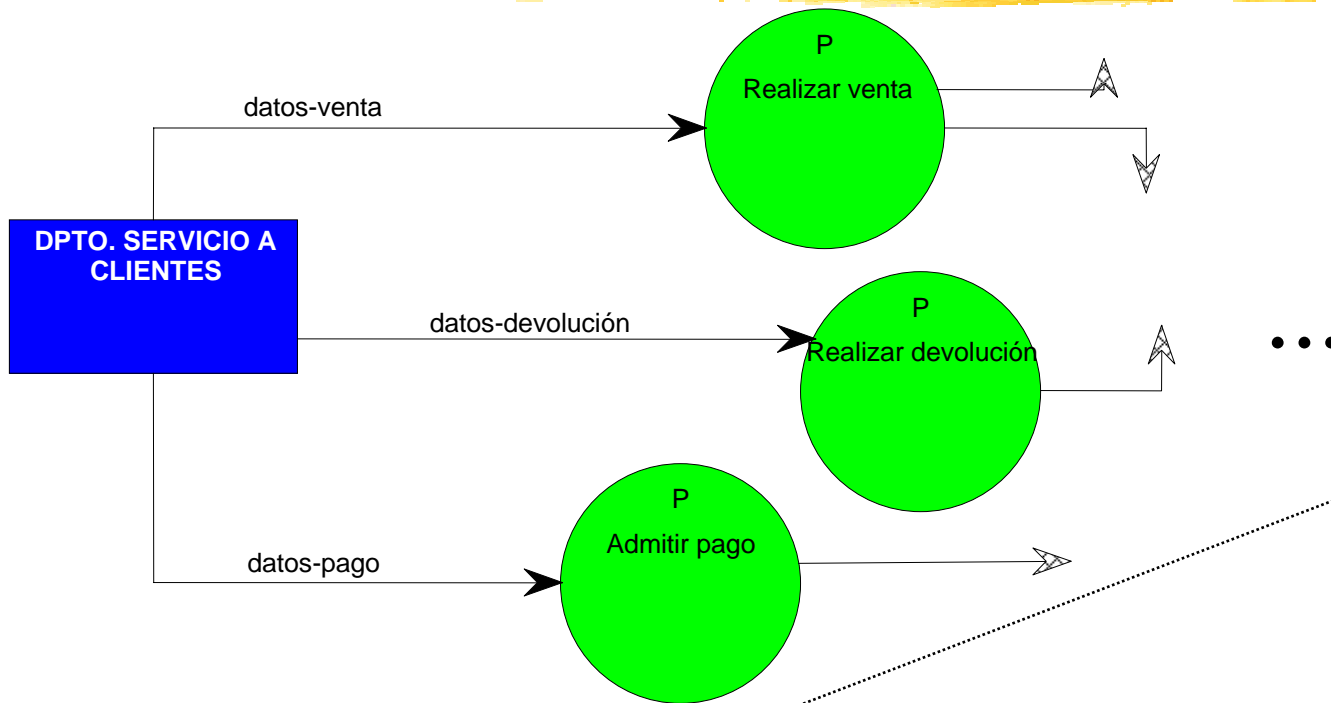 P
Realizar venta
datos-venta
DPTO. SERVICIO A
CLIENTES
datos-devolución
P
Realizar devolución
P
Admitir pago
datos-pago